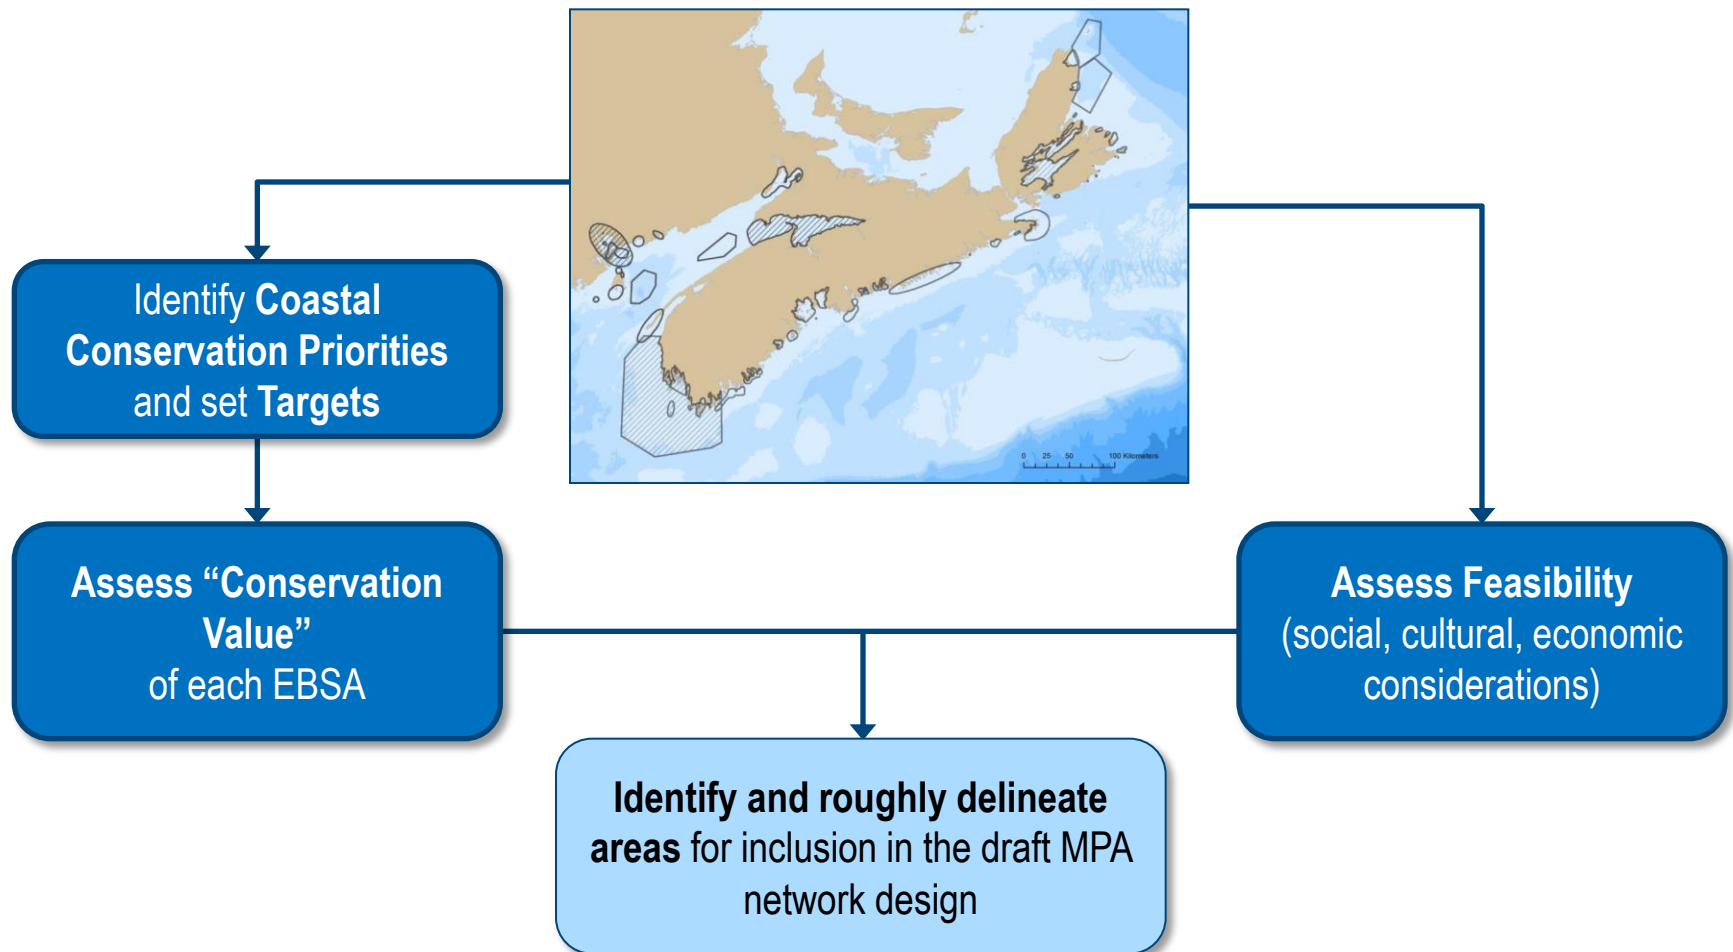 0 25 50 100 Kilometers
Identify Coastal
Conservation Priorities
and set Targets
Assess “Conservation
Value”
of each EBSA
Assess Feasibility
(social, cultural, economic
considerations)
Identify and roughly delineate
areas for inclusion in the draft MPA
network design